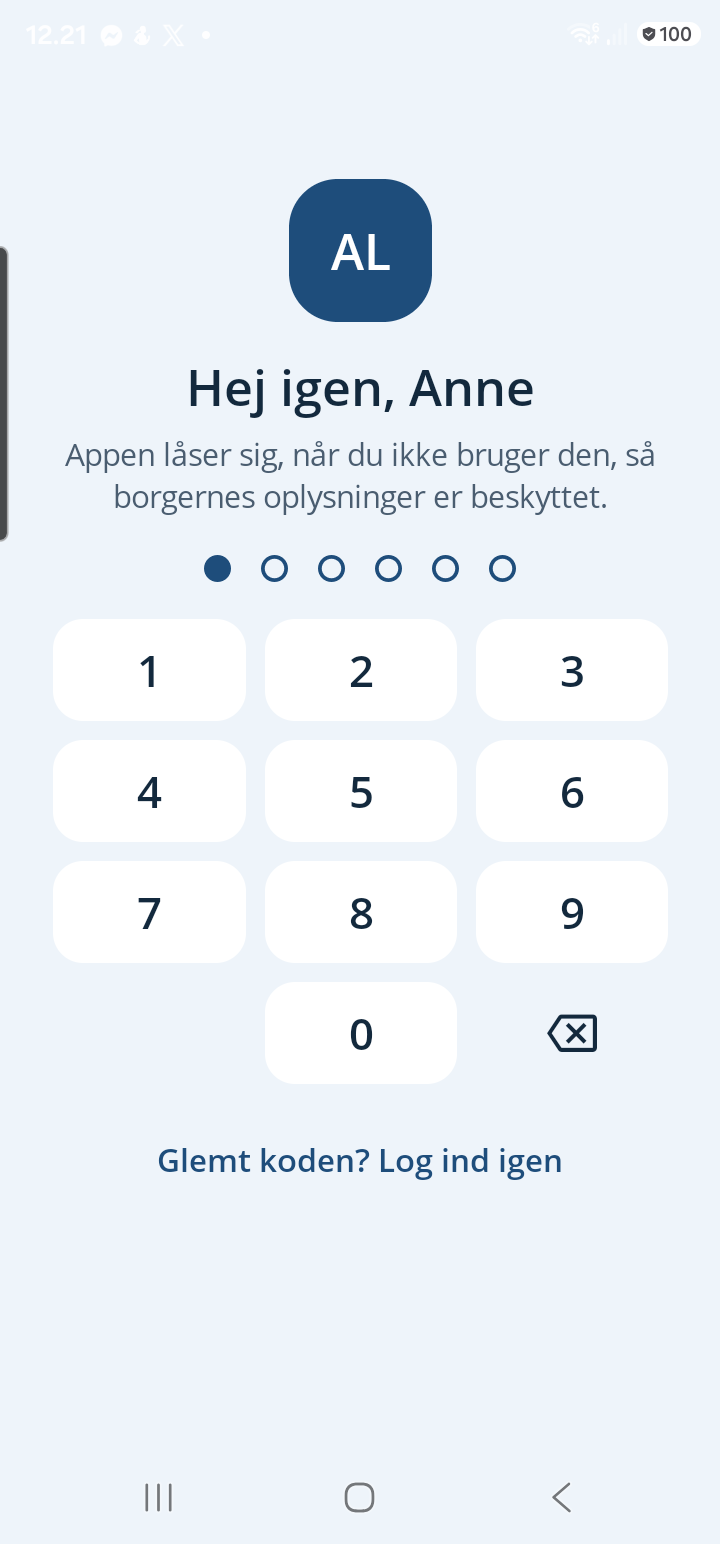 12.21
6
100
AL
Hej igen, Anne
Appen låser sig, når du ikke bruger den, så
borgernes oplysninger er beskyttet.
1 2 3
4 5 6
7 8 9
0
Glemt koden? Log ind igen